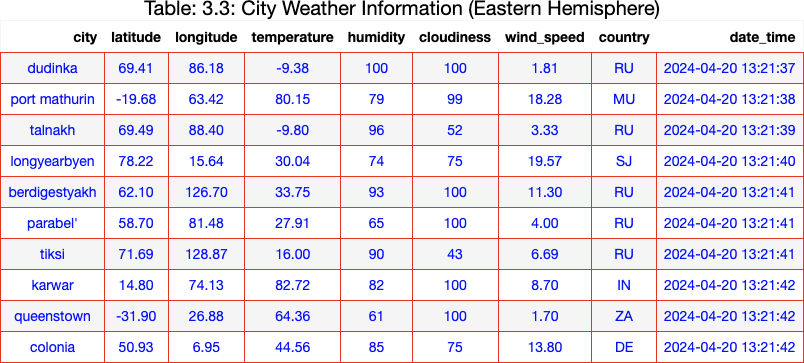 Table: 3.3: City Weather Information (Eastern Hemisphere)
city latitude longitude temperature humidity cloudiness wind_speed country date_time
dudinka 69.41 86.18 -9.38 100 100 1.81 RU 2024-04-20 13:21:37
port mathurin -19.68 63.42 80.15 79 99 18.28 MU 2024-04-20 13:21:38
talnakh 69.49 88.40 -9.80 96 52 3.33 RU 2024-04-20 13:21:39
longyearbyen 78.22 15.64 30.04 74 75 19.57 SJ 2024-04-20 13:21:40
berdigestyakh 62.10 126.70 33.75 93 100 11.30 RU 2024-04-20 13:21:41
parabel' 58.70 81.48 27.91 65 100 4.00 RU 2024-04-20 13:21:41
tiksi 71.69 128.87 16.00 90 43 6.69 RU 2024-04-20 13:21:41
karwar 14.80 74.13 82.72 82 100 8.70 IN 2024-04-20 13:21:42
queenstown -31.90 26.88 64.36 61 100 1.70 ZA 2024-04-20 13:21:42
colonia 50.93 6.95 44.56 85 75 13.80 DE 2024-04-20 13:21:42